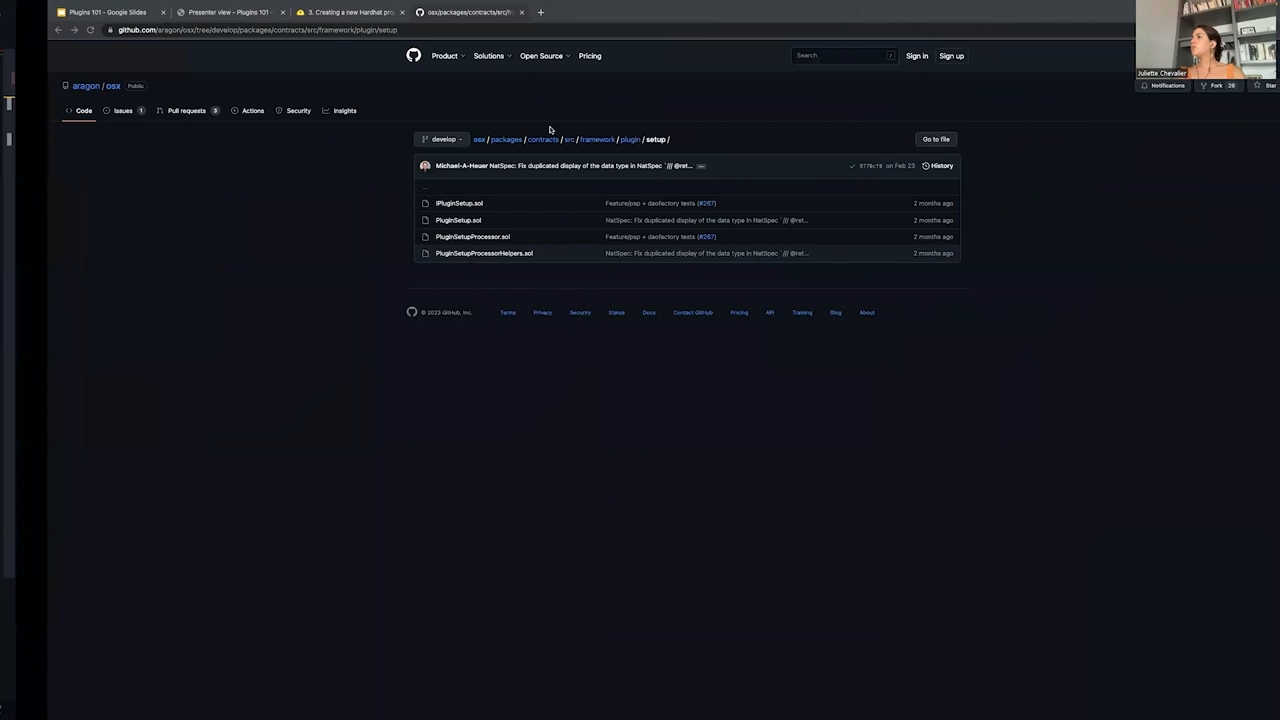 Plugins 101 - Google Slides
Presenter view - Plugins 101 -
3. Creating a new Hardhat pro
osx/packages/contracts/src/fr
github.com/aragon/osx/tree/develop/packages/contracts/src/framework/plugin/setup
Product
Solutions
Open Source
Pricing
Search
/
Sign in
Sign up
Juliette Chevalier
aragon / osx
Public
Notifications
Fork 26
Star
Code
Issues 1
Pull requests 3
Actions
Security
Insights
develop
osx / packages / contracts / src / framework / plugin / setup /
Go to file
Michael-A-Heuer NatSpec: Fix duplicated display of the data type in NatSpec `/// @ret...
on Feb 23
History
..
IPluginSetup.sol Feature/psp + daofactory tests (#267) 2 months ago
PluginSetup.sol NatSpec: Fix duplicated display of the data type in NatSpec `/// @ret... 2 months ago
PluginSetupProcessor.sol Feature/psp + daofactory tests (#267) 2 months ago
PluginSetupProcessorHelpers.sol NatSpec: Fix duplicated display of the data type in NatSpec `/// @ret... 2 months ago
© 2023 GitHub, Inc.
Terms
Privacy
Security
Status
Docs
Contact GitHub
Pricing
API
Training
Blog
About